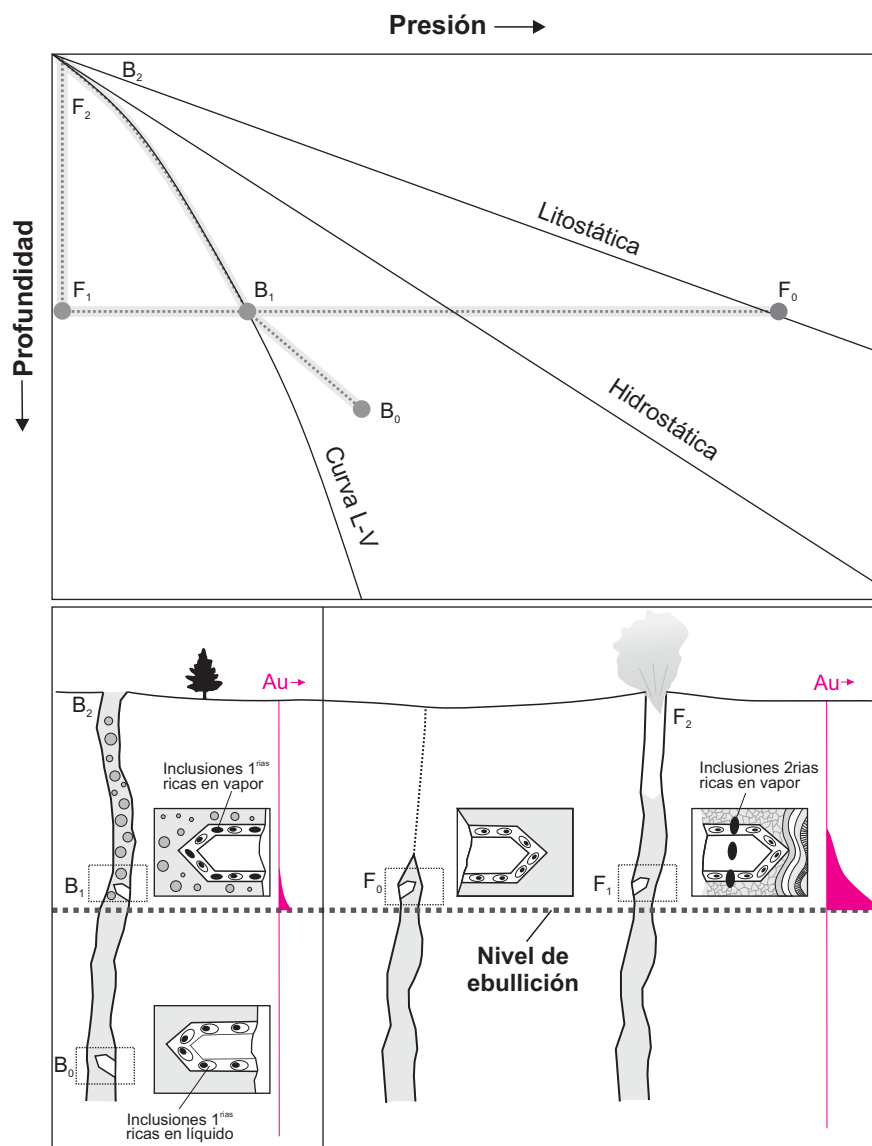 Presión
Profundidad
B₂
F₂
Litostática
F₁
B₁
F₀
B₀
Hidrostática
Curva L-V
Au
Au
B₂
F₂
Inclusiones 1rias
ricas en vapor
Inclusiones 2rias
ricas en vapor
B₁
F₀
F₁
Nivel de
ebullición
B₀
Inclusiones 1rias
ricas en líquido